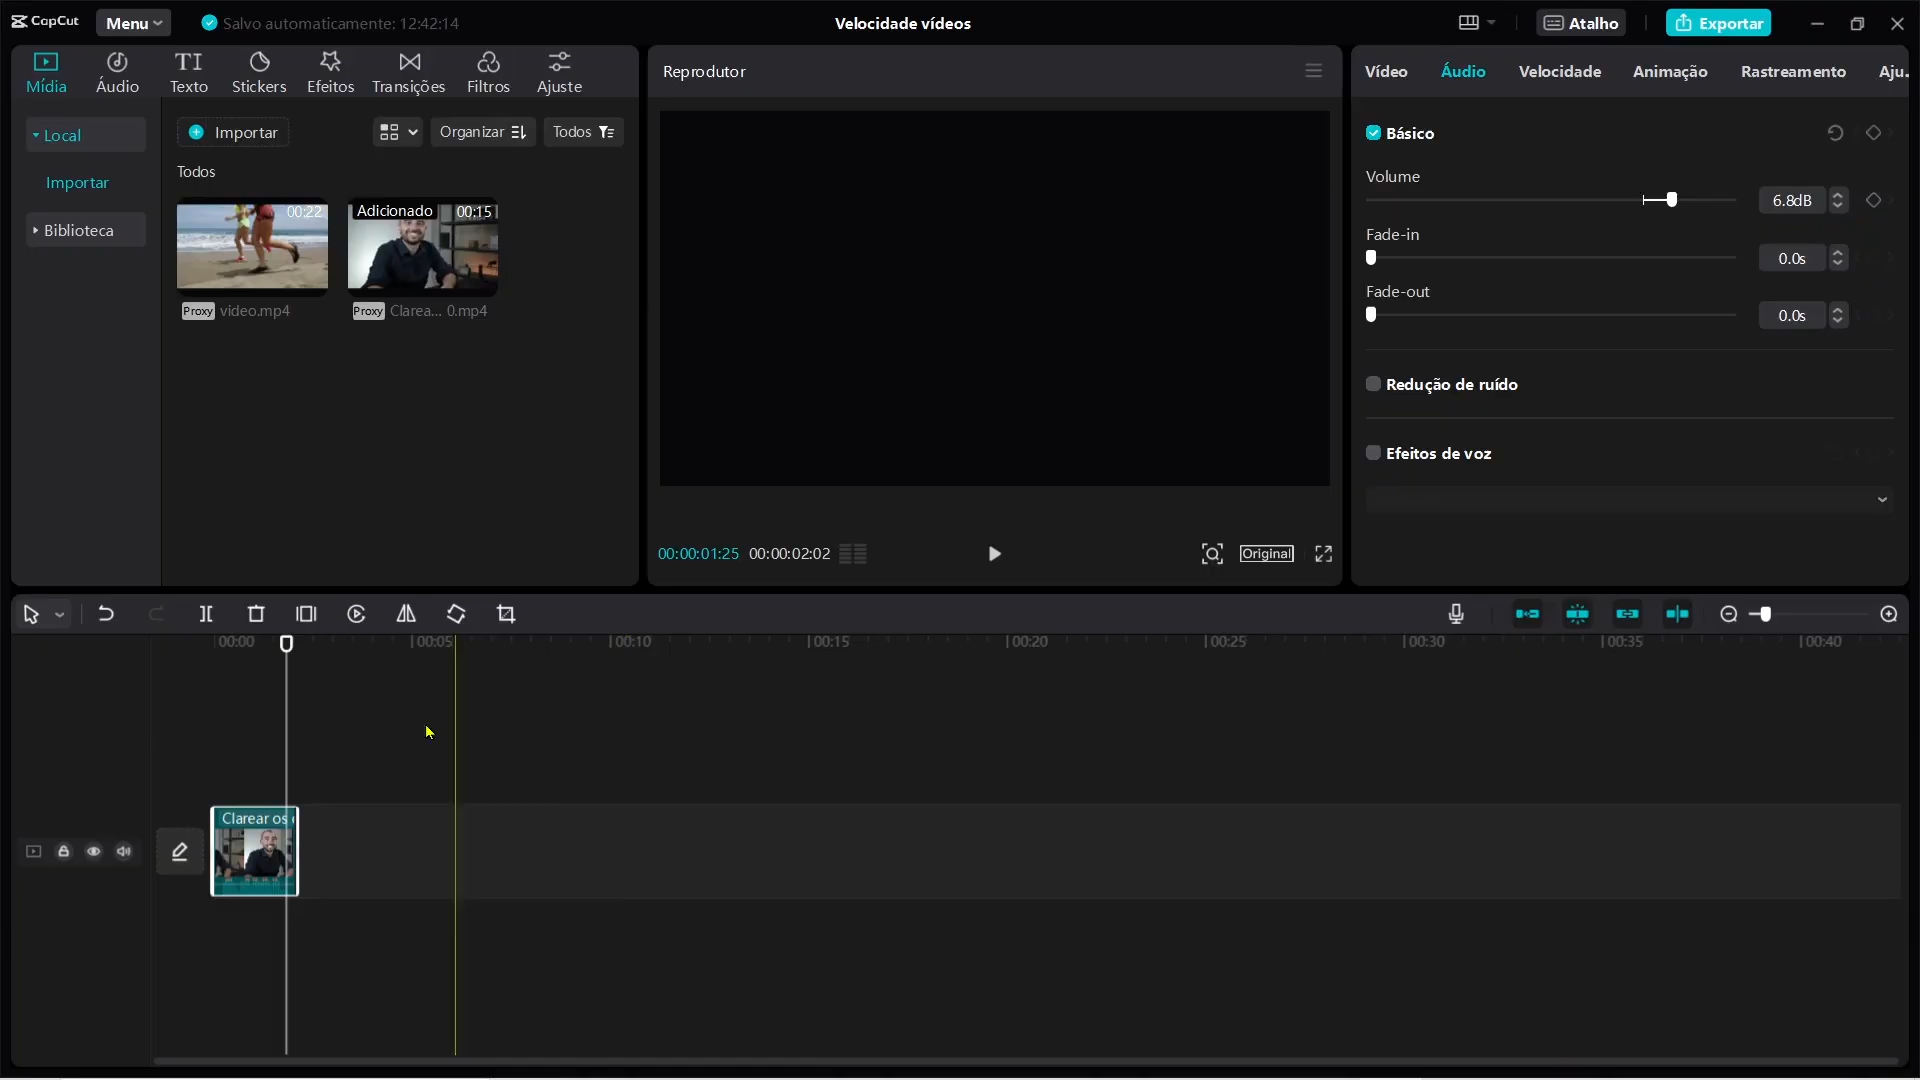 CapCut
Menu
Salvo automaticamente: 12:42:14
Velocidade vídeos
Atalho
Exportar
Mídia
Áudio
Texto
Stickers
Efeitos
Transições
Filtros
Ajuste
Reprodutor
Vídeo
Áudio
Velocidade
Animação
Rastreamento
Aju.
Local
Importar
Biblioteca
Importar
Organizar
Todos
Todos
00:22
Adicionado
00:15
Proxy video.mp4
Proxy Clarea... 0.mp4
Básico
Volume
6.8dB
Fade-in
0.0s
Fade-out
0.0s
Redução de ruído
Efeitos de voz
00:00:01:25 00:00:02:02
Original
00:00
00:05
00:10
00:15
00:20
00:25
00:30
00:35
00:40
Clarear os